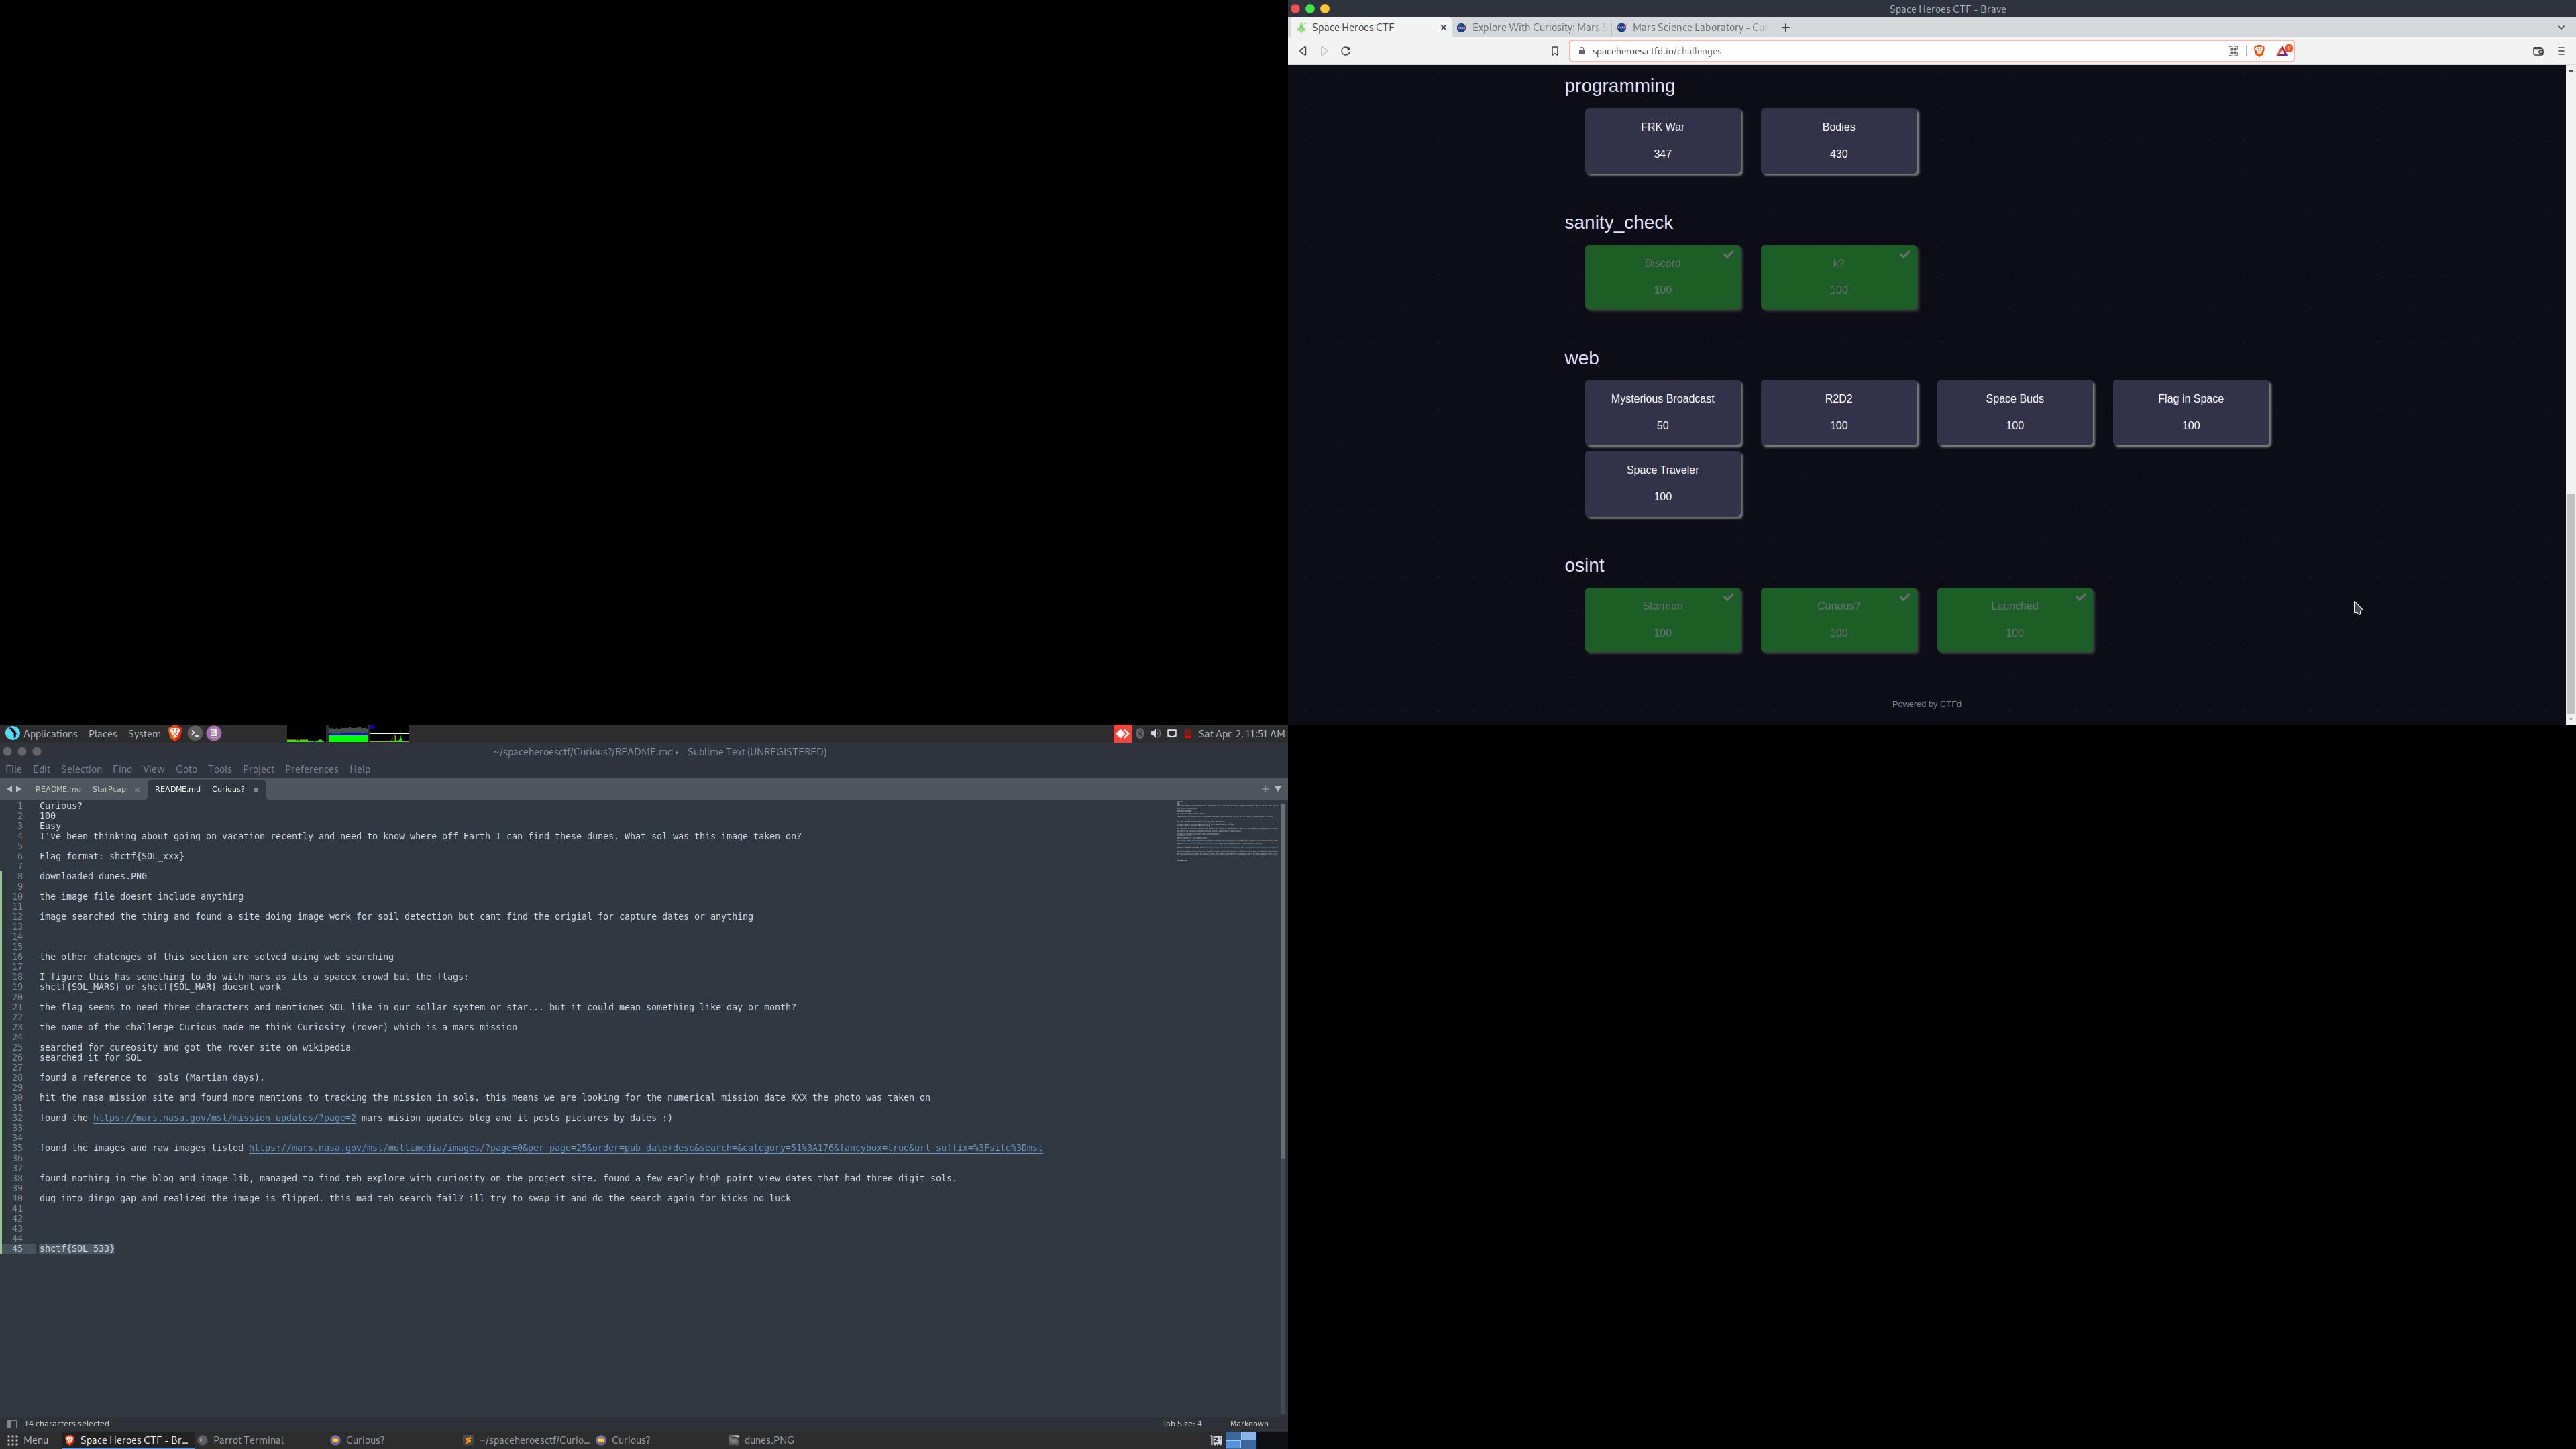 Space Heroes CTF - Brave
Space Heroes CTF
Explore With Curiosity: Mars S
Mars Science Laboratory - Cu
spaceheroes.ctfd.io/challenges
programming
FRK War
347
Bodies
430
sanity_check
Discord
100
k?
100
web
Mysterious Broadcast
50
R2D2
100
Space Buds
100
Flag in Space
100
Space Traveler
100
osint
Starman
100
Curious?
100
Launched
100
Powered by CTFd
Applications Places System
Sat Apr 2, 11:51 AM
~/spaceheroesctf/Curious?/README.md • - Sublime Text (UNREGISTERED)
File Edit Selection Find View Goto Tools Project Preferences Help
README.md — StarPcap
README.md — Curious?
1 Curious?
2 100
3 Easy
4 I've been thinking about going on vacation recently and need to know where off Earth I can find these dunes. What sol was this image taken on?
5
6 Flag format: shctf{SOL_xxx}
7
8 downloaded dunes.PNG
9
10 the image file doesnt include anything
11
12 image searched the thing and found a site doing image work for soil detection but cant find the origial for capture dates or anything
13
14
15
16 the other chalenges of this section are solved using web searching
17
18 I figure this has something to do with mars as its a spacex crowd but the flags:
19 shctf{SOL_MARS} or shctf{SOL_MAR} doesnt work
20
21 the flag seems to need three characters and mentiones SOL like in our sollar system or star... but it could mean something like day or month?
22
23 the name of the challenge Curious made me think Curiosity (rover) which is a mars mission
24
25 searched for cureosity and got the rover site on wikipedia
26 searched it for SOL
27
28 found a reference to  sols (Martian days).
29
30 hit the nasa mission site and found more mentions to tracking the mission in sols. this means we are looking for the numerical mission date XXX the photo was taken on
31
32 found the https://mars.nasa.gov/msl/mission-updates/?page=2 mars mision updates blog and it posts pictures by dates :)
33
34
35 found the images and raw images listed https://mars.nasa.gov/msl/multimedia/images/?page=0&per_page=25&order=pub_date+desc&search=&category=51%3A176&fancybox=true&url_suffix=%3Fsite%3Dmsl
36
37
38 found nothing in the blog and image lib, managed to find teh explore with curiosity on the project site. found a few early high point view dates that had three digit sols.
39
40 dug into dingo gap and realized the image is flipped. this mad teh search fail? ill try to swap it and do the search again for kicks no luck
41
42
43
44
45 shctf{SOL_533}
14 characters selected
Tab Size: 4
Markdown
Menu
Space Heroes CTF - Br...
Parrot Terminal
Curious?
~/spaceheroesctf/Curio...
Curious?
dunes.PNG